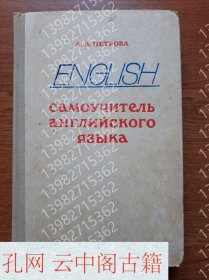 А.В. ПЕТРОВА
ENGLISH
САМОУЧИТЕЛЬ
АНГЛИЙСКОГО
ЯЗЫКА
13982715362
孔网 云中阁古籍